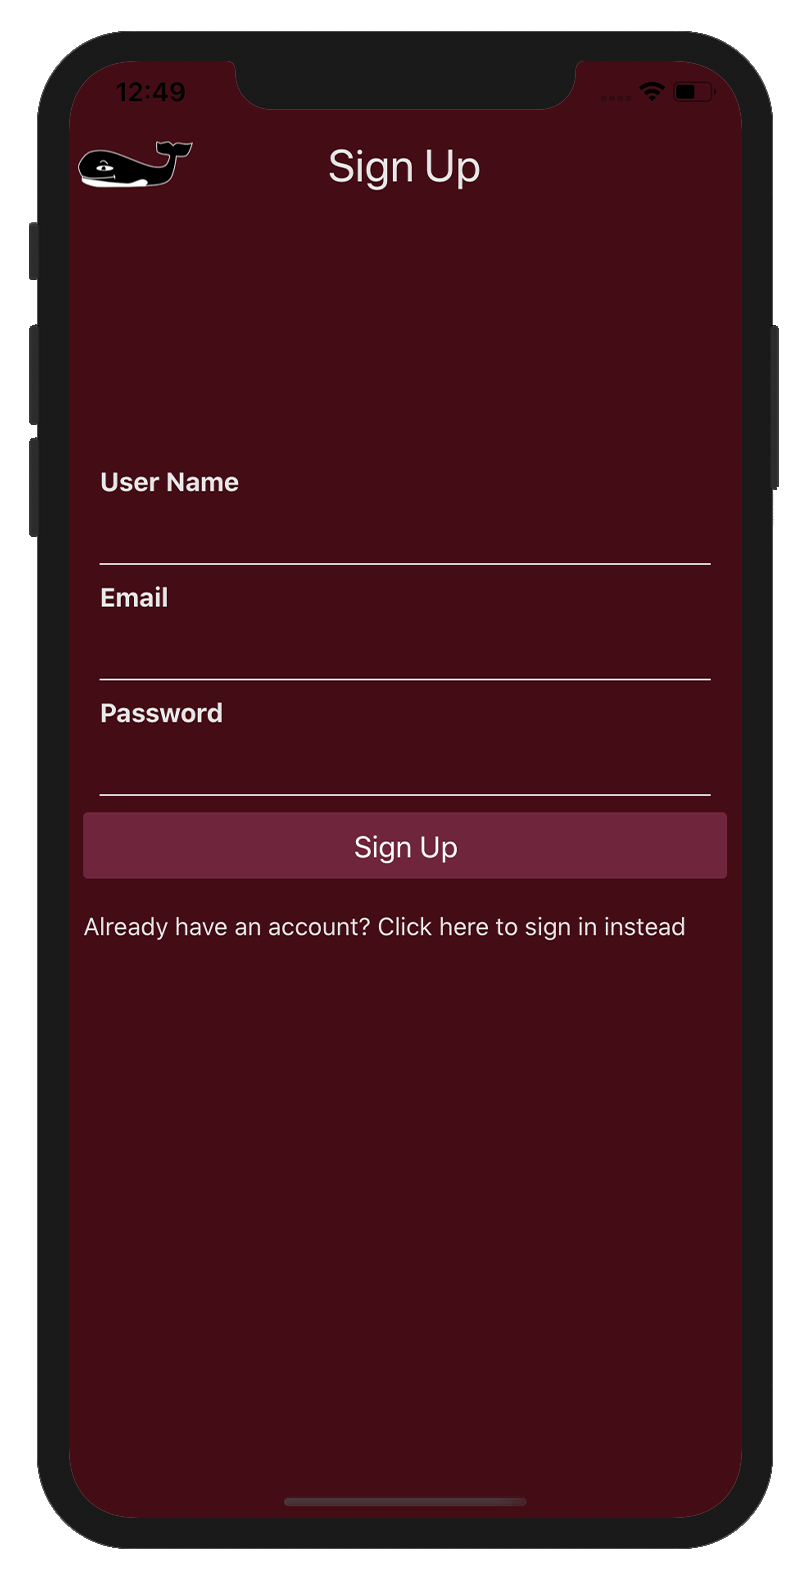 12:49
Sign Up
User Name
Email
Password
Sign Up
Already have an account? Click here to sign in instead